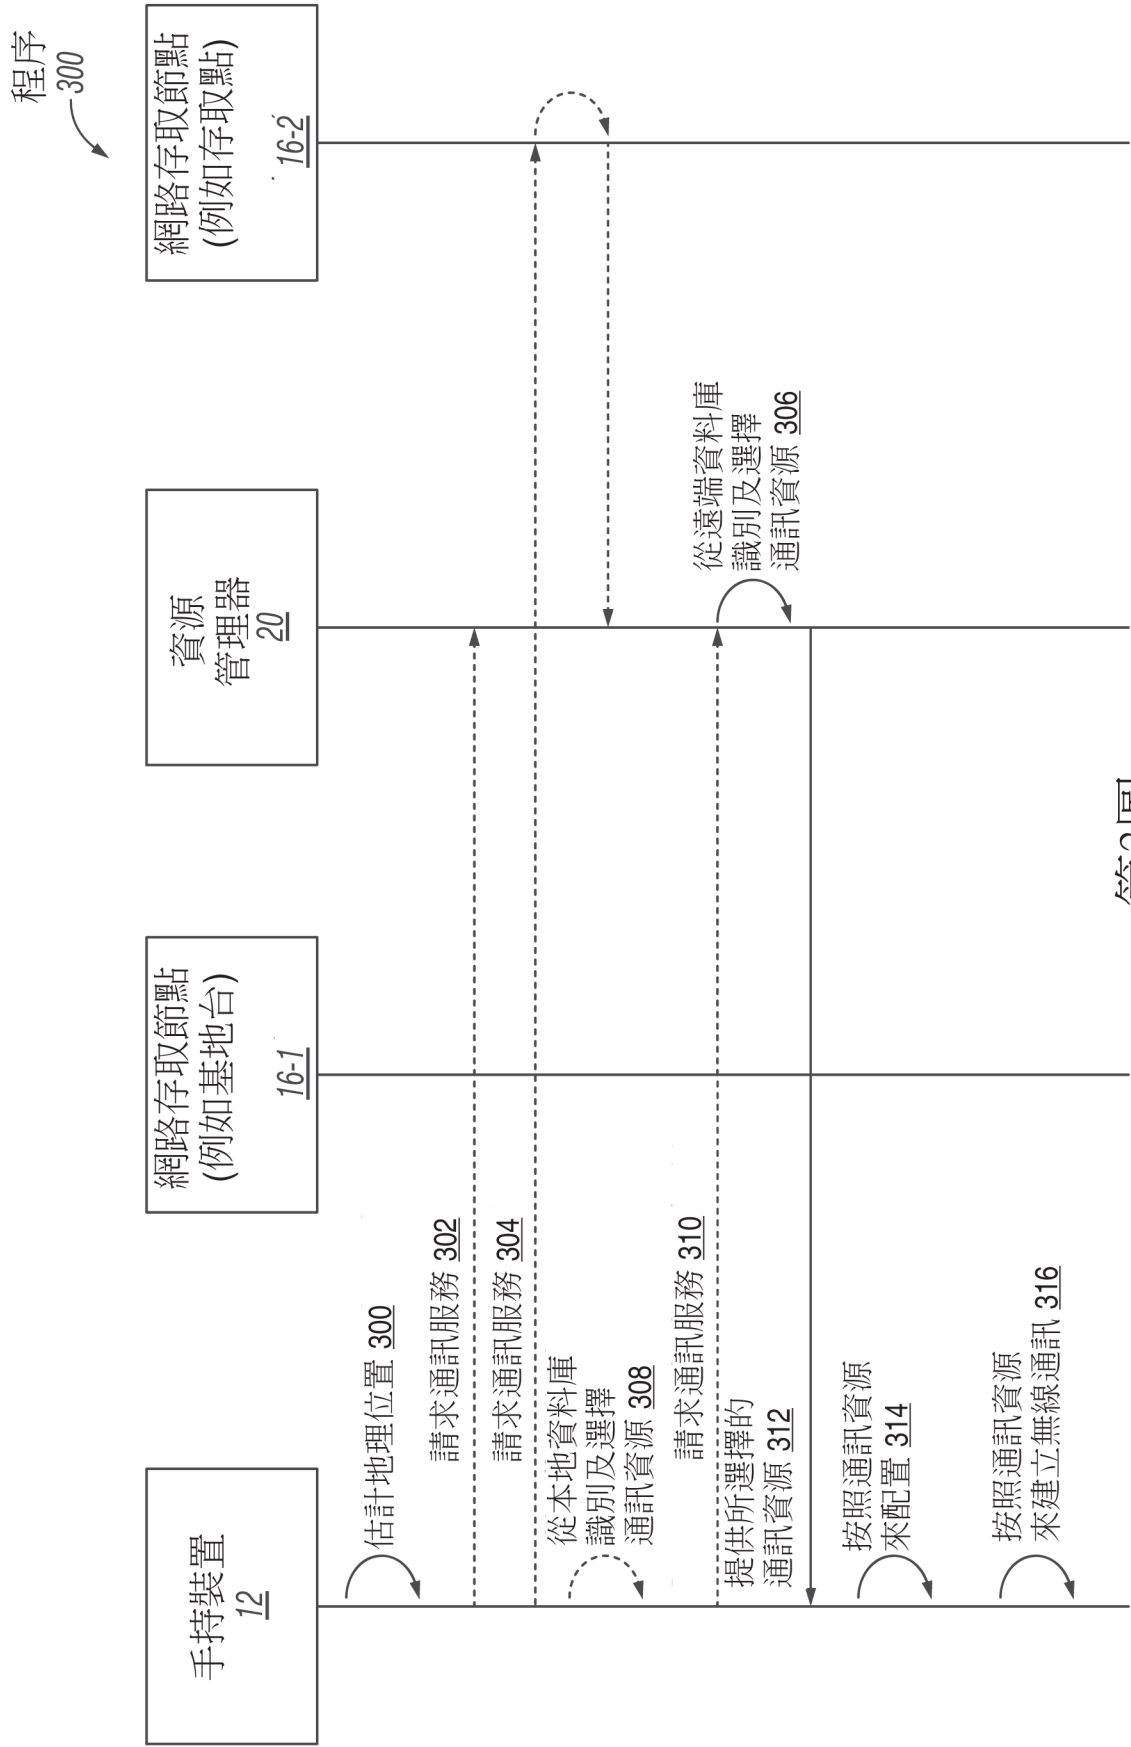 程序
300
手持裝置
12
網路存取節點
(例如基地台)
16-1
資源
管理器
20
網路存取節點
(例如存取點)
16-2
估計地理位置 300
請求通訊服務 302
請求通訊服務 304
從本地資料庫
識別及選擇
通訊資源 308
請求通訊服務 310
從遠端資料庫
識別及選擇
通訊資源 306
提供所選擇的
通訊資源 312
按照通訊資源
來配置 314
按照通訊資源
來建立無線通訊 316